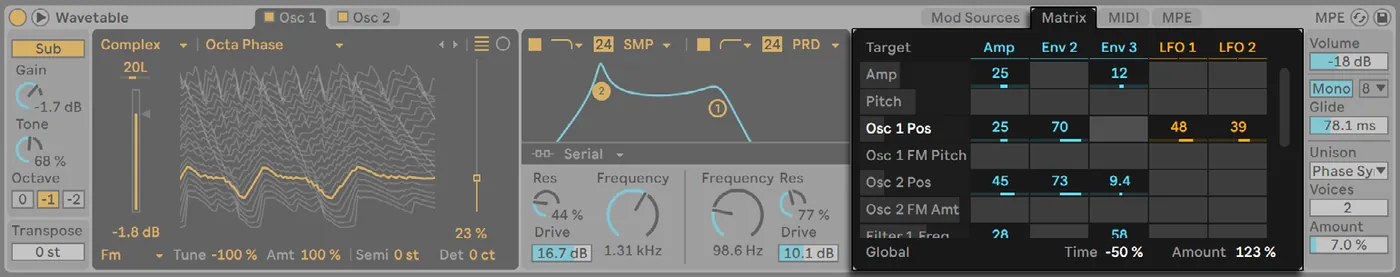 Wavetable Osc 1 Osc 2 Mod Sources Matrix MIDI MPE MPE
Sub
Gain
-1.7 dB
Tone
68 %
Octave
0 -1 -2
Transpose
0 st
Complex Octa Phase
20L
-1.8 dB
23 %
Fm Tune -100 % Amt 100 % Semi 0 st Det 0 ct
24 SMP 24 PRD
2
1
Serial
Res Frequency Frequency Res
44 % 77 %
Drive Drive
16.7 dB 1.31 kHz 98.6 Hz 10.1 dB
Target Amp Env 2 Env 3 LFO 1 LFO 2
Amp 25 12
Pitch
Osc 1 Pos 25 70 48 39
Osc 1 FM Pitch
Osc 2 Pos 45 73 9.4
Osc 2 FM Amt
Filter 1 Freq 28 58
Global Time -50 % Amount 123 %
Volume
-18 dB
Mono 8
Glide
78.1 ms
Unison
Phase Sy
Voices
2
Amount
7.0 %